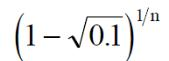 (1 − √0.1)^{1/n}